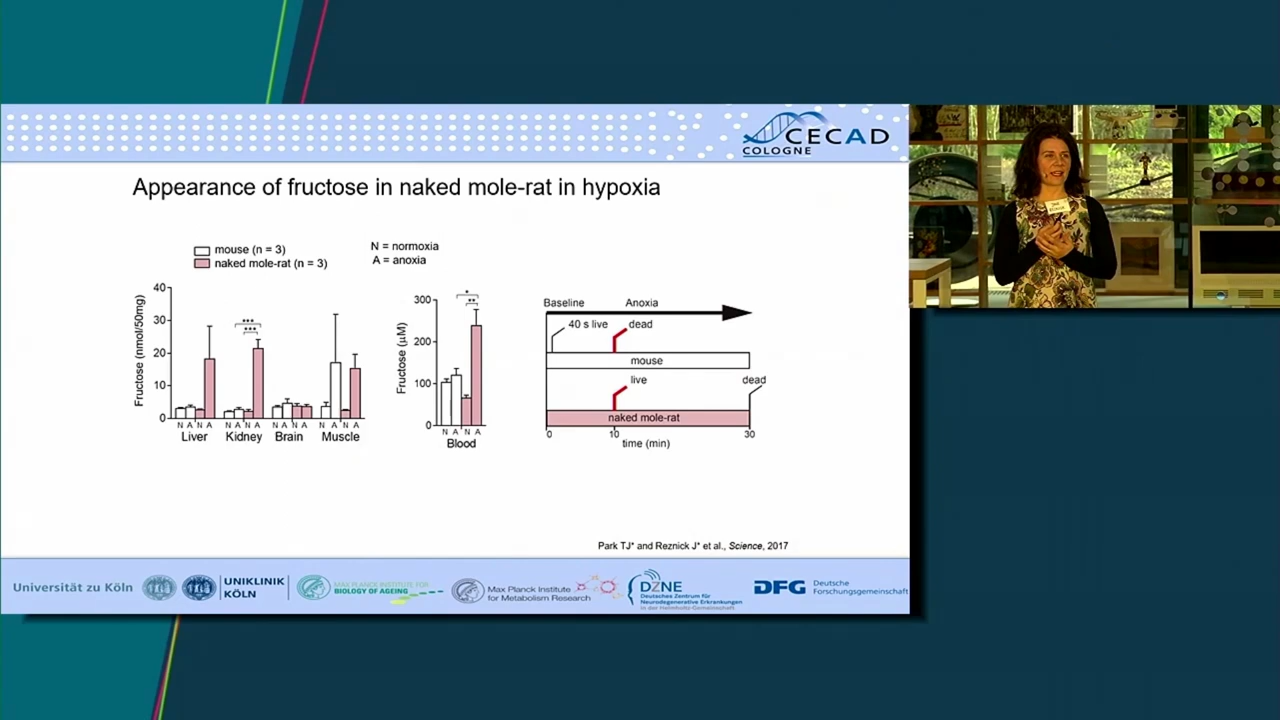 CECAD
COLOGNE
Appearance of fructose in naked mole-rat in hypoxia
mouse (n = 3)
naked mole-rat (n = 3)
N = normoxia
A = anoxia
Fructose (nmol/50mg)
40
30
20
10
0
***
***
N A N A N A N A N A N A N A N A
Liver Kidney Brain Muscle
Fructose (µM)
300
200
100
0
*
**
N A N A
Blood
Baseline Anoxia
40 s live dead
mouse
live dead
naked mole-rat
0 10 30
time (min)
Park TJ* and Reznick J* et al., Science, 2017
Universität zu Köln
UNIKLINIK
KÖLN
MAX PLANCK INSTITUTE FOR
BIOLOGY OF AGEING
Max Planck Institute
for Metabolism Research
DZNE
Deutsches Zentrum für
Neurodegenerative Erkrankungen
in der Helmholtz-Gemeinschaft
DFG
Deutsche
Forschungsgemeinschaft